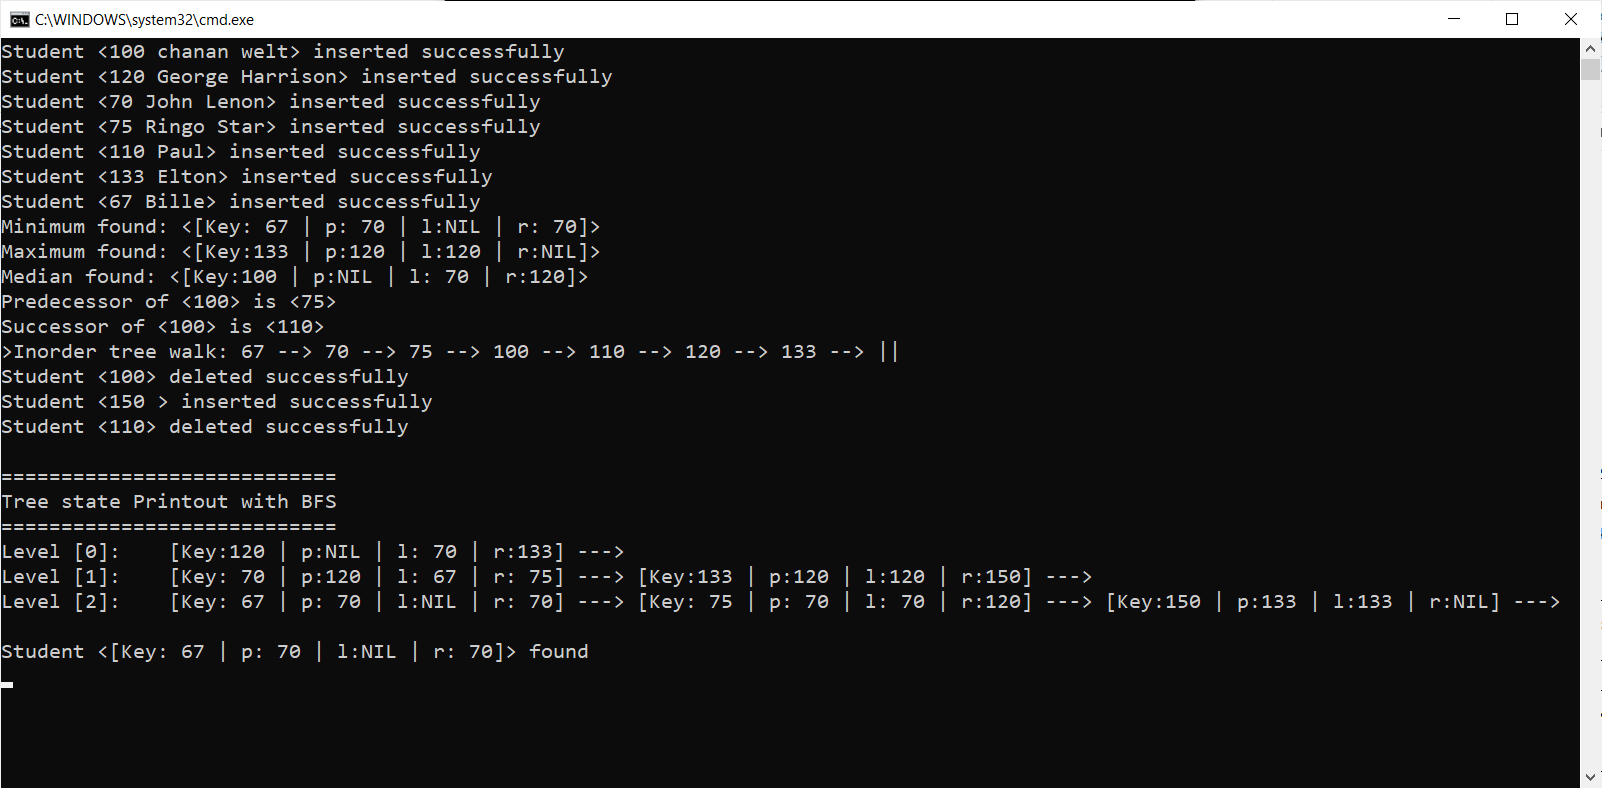 C:\WINDOWS\system32\cmd.exe
Student <100 chanan welt> inserted successfully
Student <120 George Harrison> inserted successfully
Student <70 John Lenon> inserted successfully
Student <75 Ringo Star> inserted successfully
Student <110 Paul> inserted successfully
Student <133 Elton> inserted successfully
Student <67 Bille> inserted successfully
Minimum found: <[Key: 67 | p: 70 | l:NIL | r: 70]>
Maximum found: <[Key:133 | p:120 | l:120 | r:NIL]>
Median found: <[Key:100 | p:NIL | l: 70 | r:120]>
Predecessor of <100> is <75>
Successor of <100> is <110>
>Inorder tree walk: 67 --> 70 --> 75 --> 100 --> 110 --> 120 --> 133 --> ||
Student <100> deleted successfully
Student <150 > inserted successfully
Student <110> deleted successfully
============================
Tree state Printout with BFS
============================
Level [0]:    [Key:120 | p:NIL | l: 70 | r:133] --->
Level [1]:    [Key: 70 | p:120 | l: 67 | r: 75] ---> [Key:133 | p:120 | l:120 | r:150] --->
Level [2]:    [Key: 67 | p: 70 | l:NIL | r: 70] ---> [Key: 75 | p: 70 | l: 70 | r:120] ---> [Key:150 | p:133 | l:133 | r:NIL] --->
Student <[Key: 67 | p: 70 | l:NIL | r: 70]> found